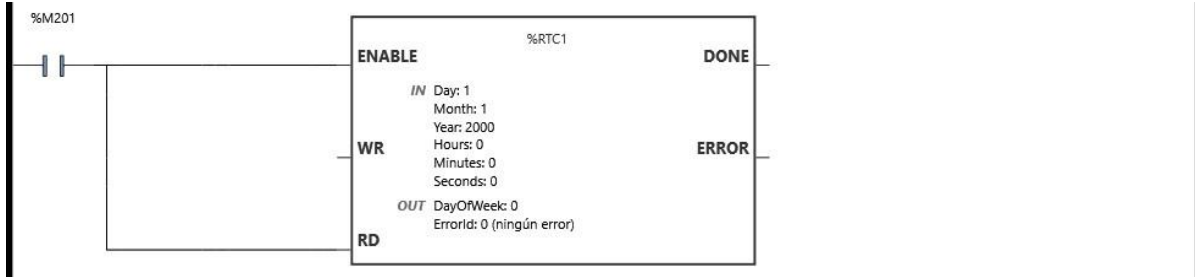 %M201
%RTC1
ENABLE
DONE
IN Day: 1
Month: 1
Year: 2000
WR
Hours: 0
ERROR
Minutes: 0
Seconds: 0
OUT DayOfWeek: 0
ErrorId: 0 (ningún error)
RD